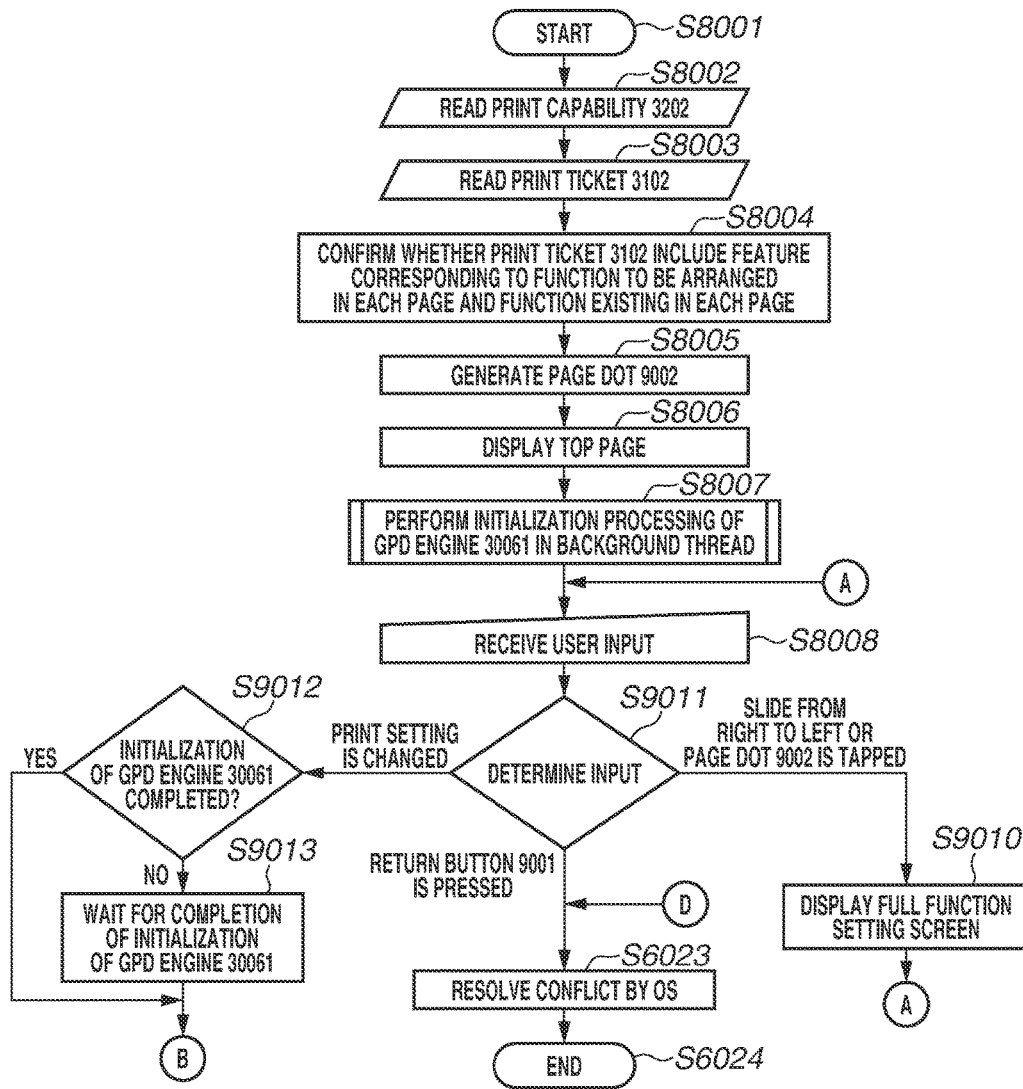 START
S8001
S8002
READ PRINT CAPABILITY 3202
S8003
READ PRINT TICKET 3102
S8004
CONFIRM WHETHER PRINT TICKET 3102 INCLUDE FEATURE
CORRESPONDING TO FUNCTION TO BE ARRANGED
IN EACH PAGE AND FUNCTION EXISTING IN EACH PAGE
S8005
GENERATE PAGE DOT 9002
S8006
DISPLAY TOP PAGE
S8007
PERFORM INITIALIZATION PROCESSING OF
GPD ENGINE 30061 IN BACKGROUND THREAD
A
RECEIVE USER INPUT
S8008
S9011
DETERMINE INPUT
PRINT SETTING
IS CHANGED
S9012
INITIALIZATION
OF GPD ENGINE 30061
COMPLETED?
YES
NO
S9013
WAIT FOR COMPLETION
OF INITIALIZATION
OF GPD ENGINE 30061
B
RETURN BUTTON 9001
IS PRESSED
D
S6023
RESOLVE CONFLICT BY OS
END
S6024
SLIDE FROM
RIGHT TO LEFT OR
PAGE DOT 9002 IS TAPPED
S9010
DISPLAY FULL FUNCTION
SETTING SCREEN
A